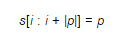 s[i : i + |p|] = p